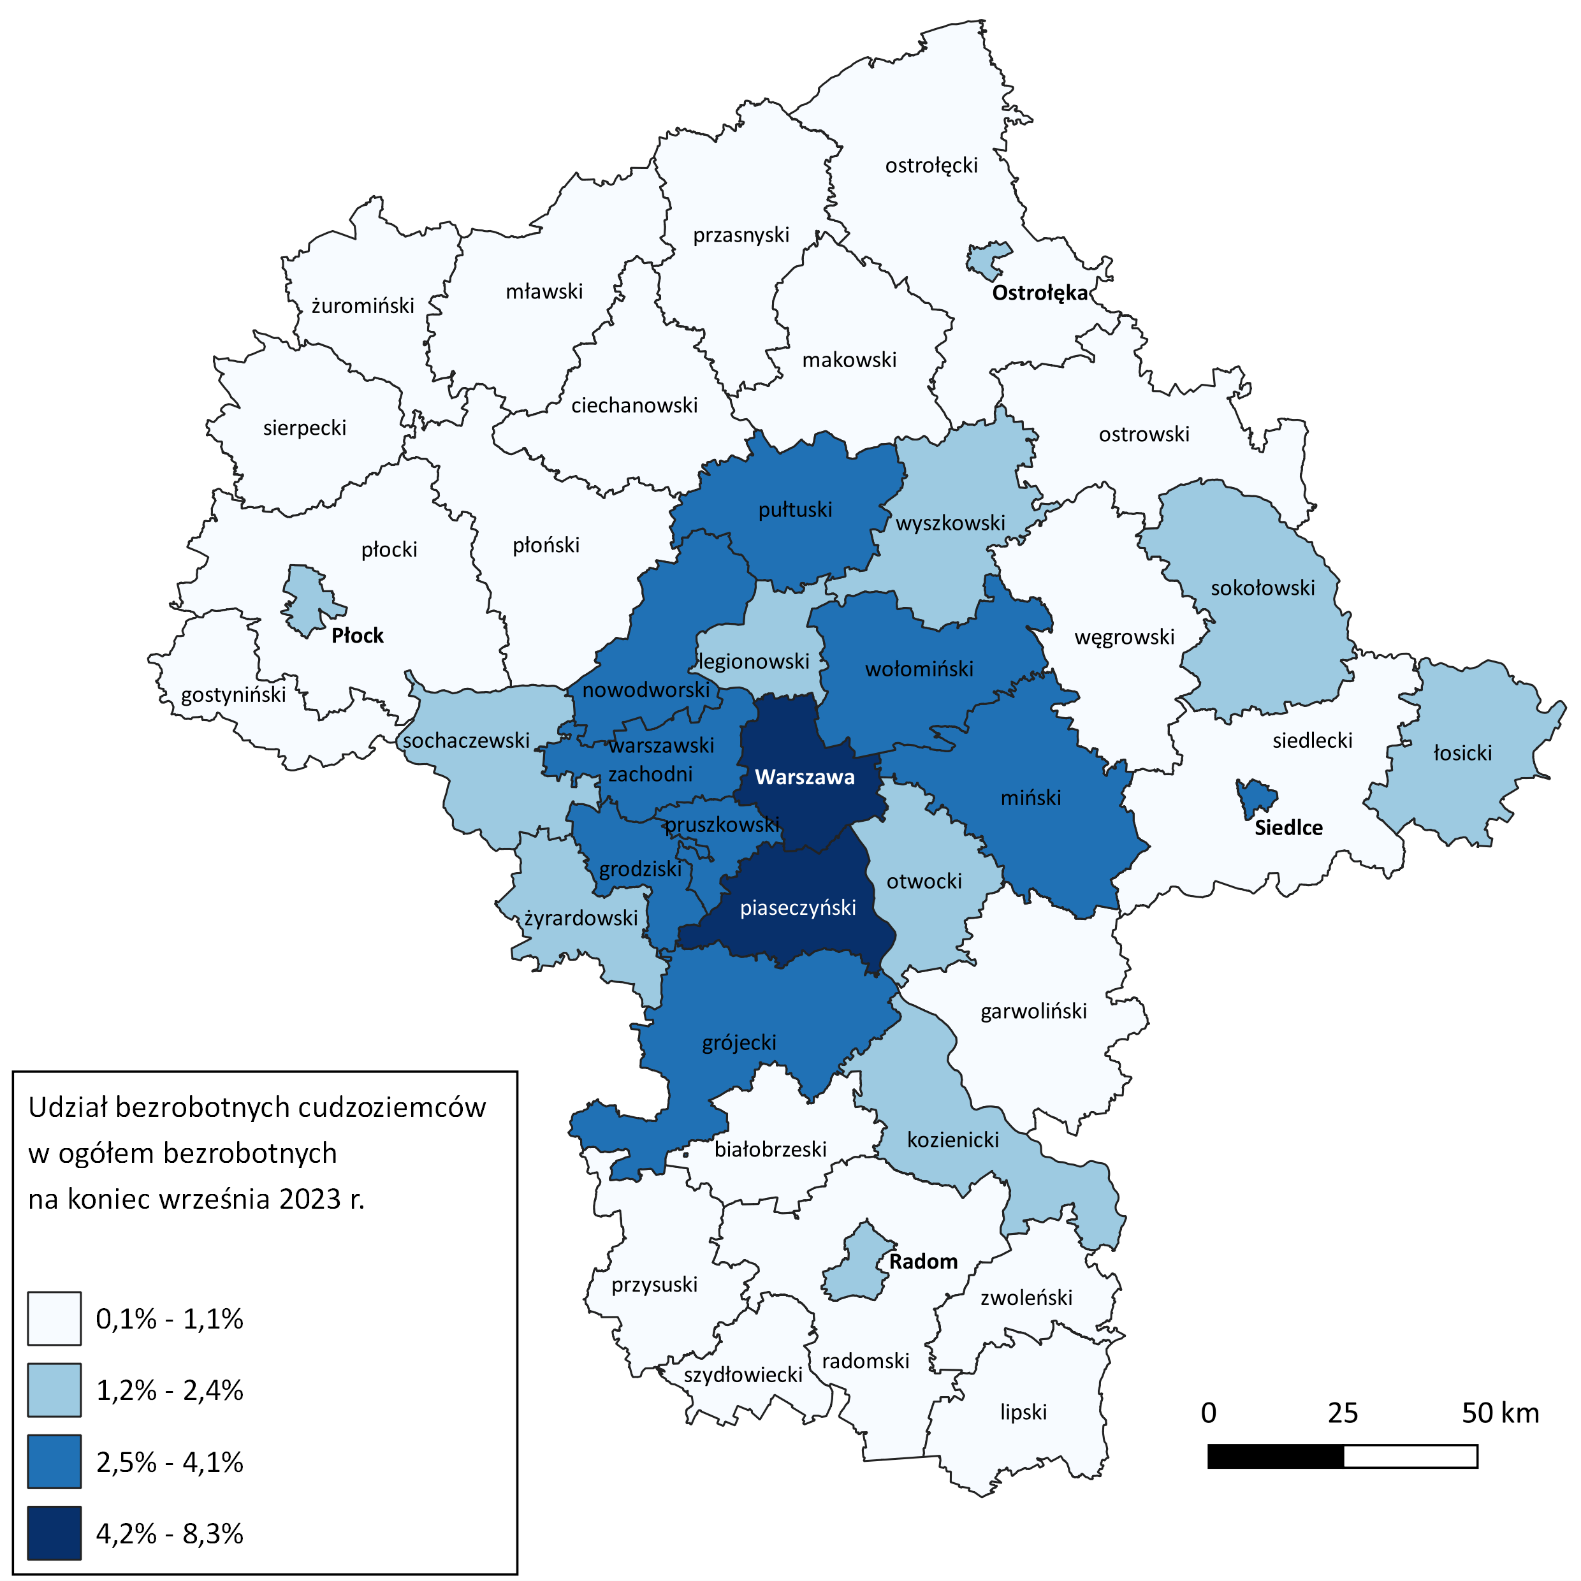 ostrołęcki
przasnyski
Ostrołęka
mławski
żuromiński
makowski
ciechanowski
sierpecki
ostrowski
pułtuski
wyszkowski
płocki
płoński
sokołowski
Płock
węgrowski
legionowski
wołomiński
nowodworski
gostyniński
sochaczewski
warszawski
zachodni
siedlecki
łosicki
Warszawa
miński
Siedlce
pruszkowski
grodziski
otwocki
piaseczyński
żyrardowski
garwoliński
grójecki
kozienicki
białobrzeski
Radom
przysuski
zwoleński
radomski
szydłowiecki
lipski
Udział bezrobotnych cudzoziemców
w ogółem bezrobotnych
na koniec września 2023 r.
0,1% - 1,1%
1,2% - 2,4%
2,5% - 4,1%
4,2% - 8,3%
0 25 50 km